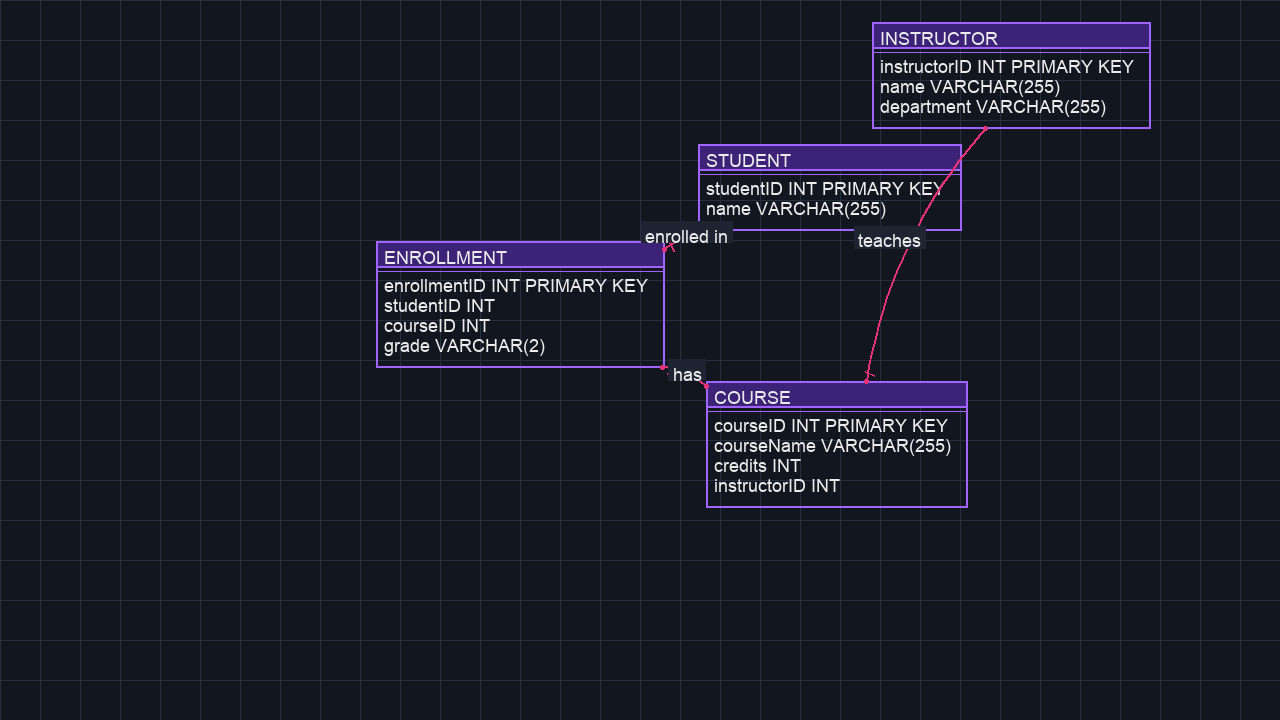 INSTRUCTOR
instructorID INT PRIMARY KEY
name VARCHAR(255)
department VARCHAR(255)
STUDENT
studentID INT PRIMARY KEY
name VARCHAR(255)
enrolled in
teaches
ENROLLMENT
enrollmentID INT PRIMARY KEY
studentID INT
courseID INT
grade VARCHAR(2)
has
COURSE
courseID INT PRIMARY KEY
courseName VARCHAR(255)
credits INT
instructorID INT